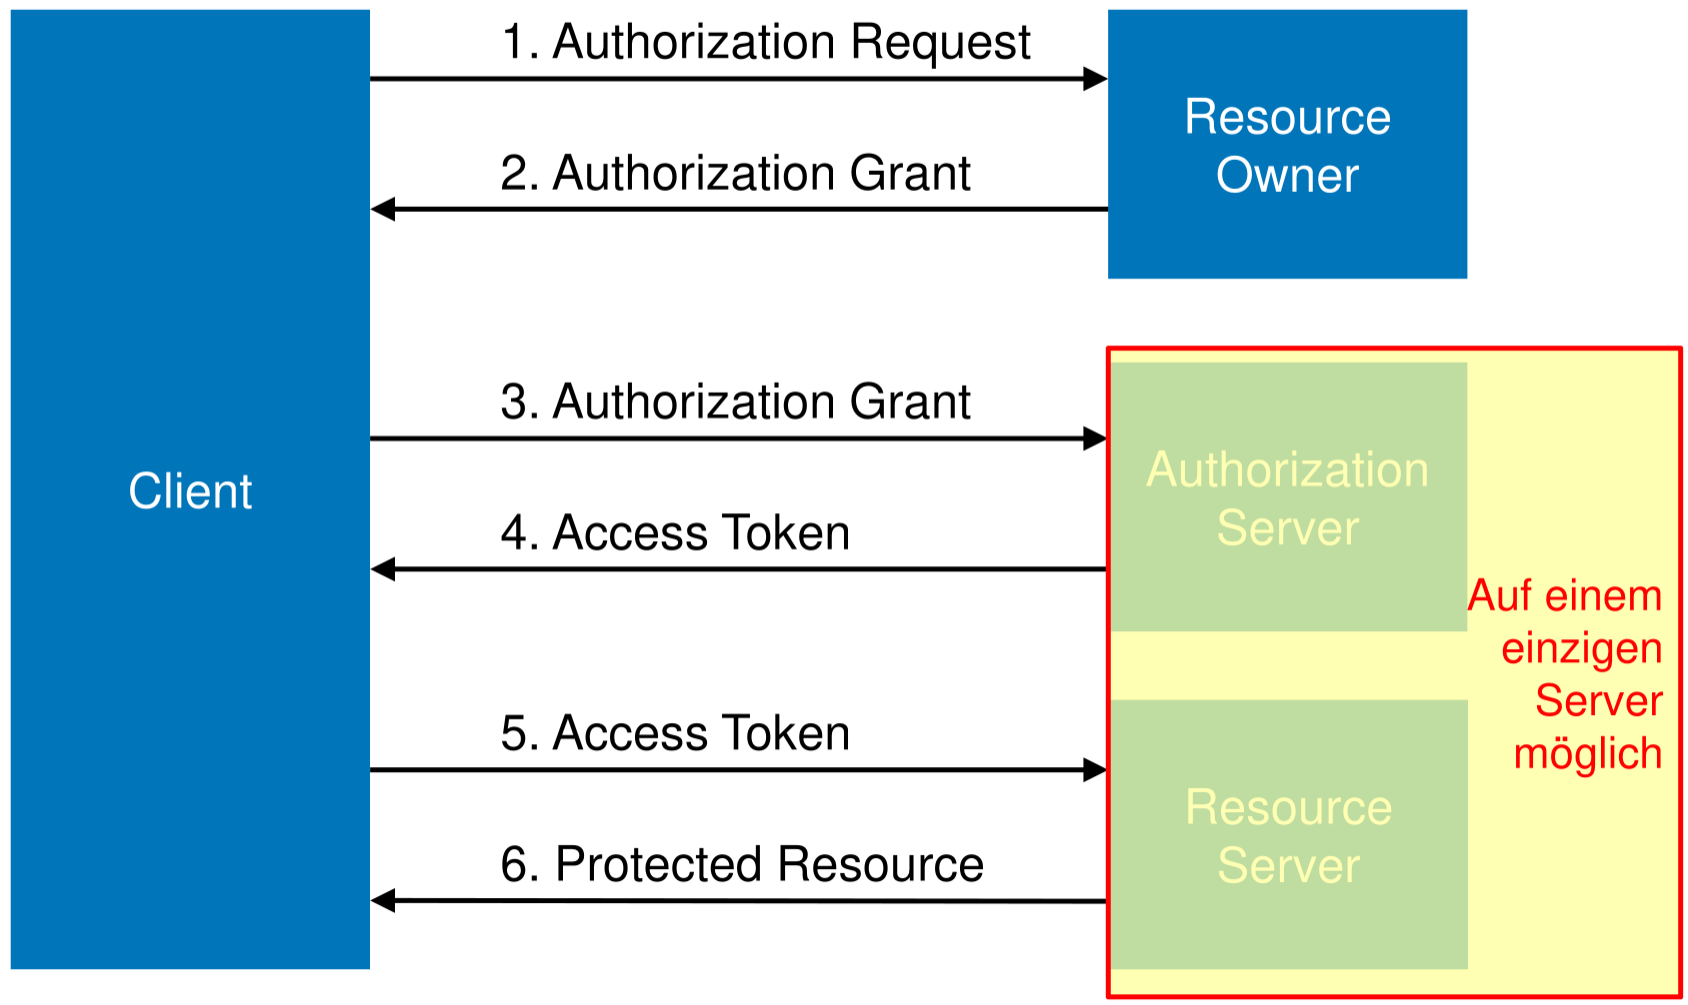 Client
1. Authorization Request
2. Authorization Grant
Resource
Owner
3. Authorization Grant
4. Access Token
Authorization
Server
5. Access Token
6. Protected Resource
Resource
Server
Auf einem
einzigen
Server
möglich